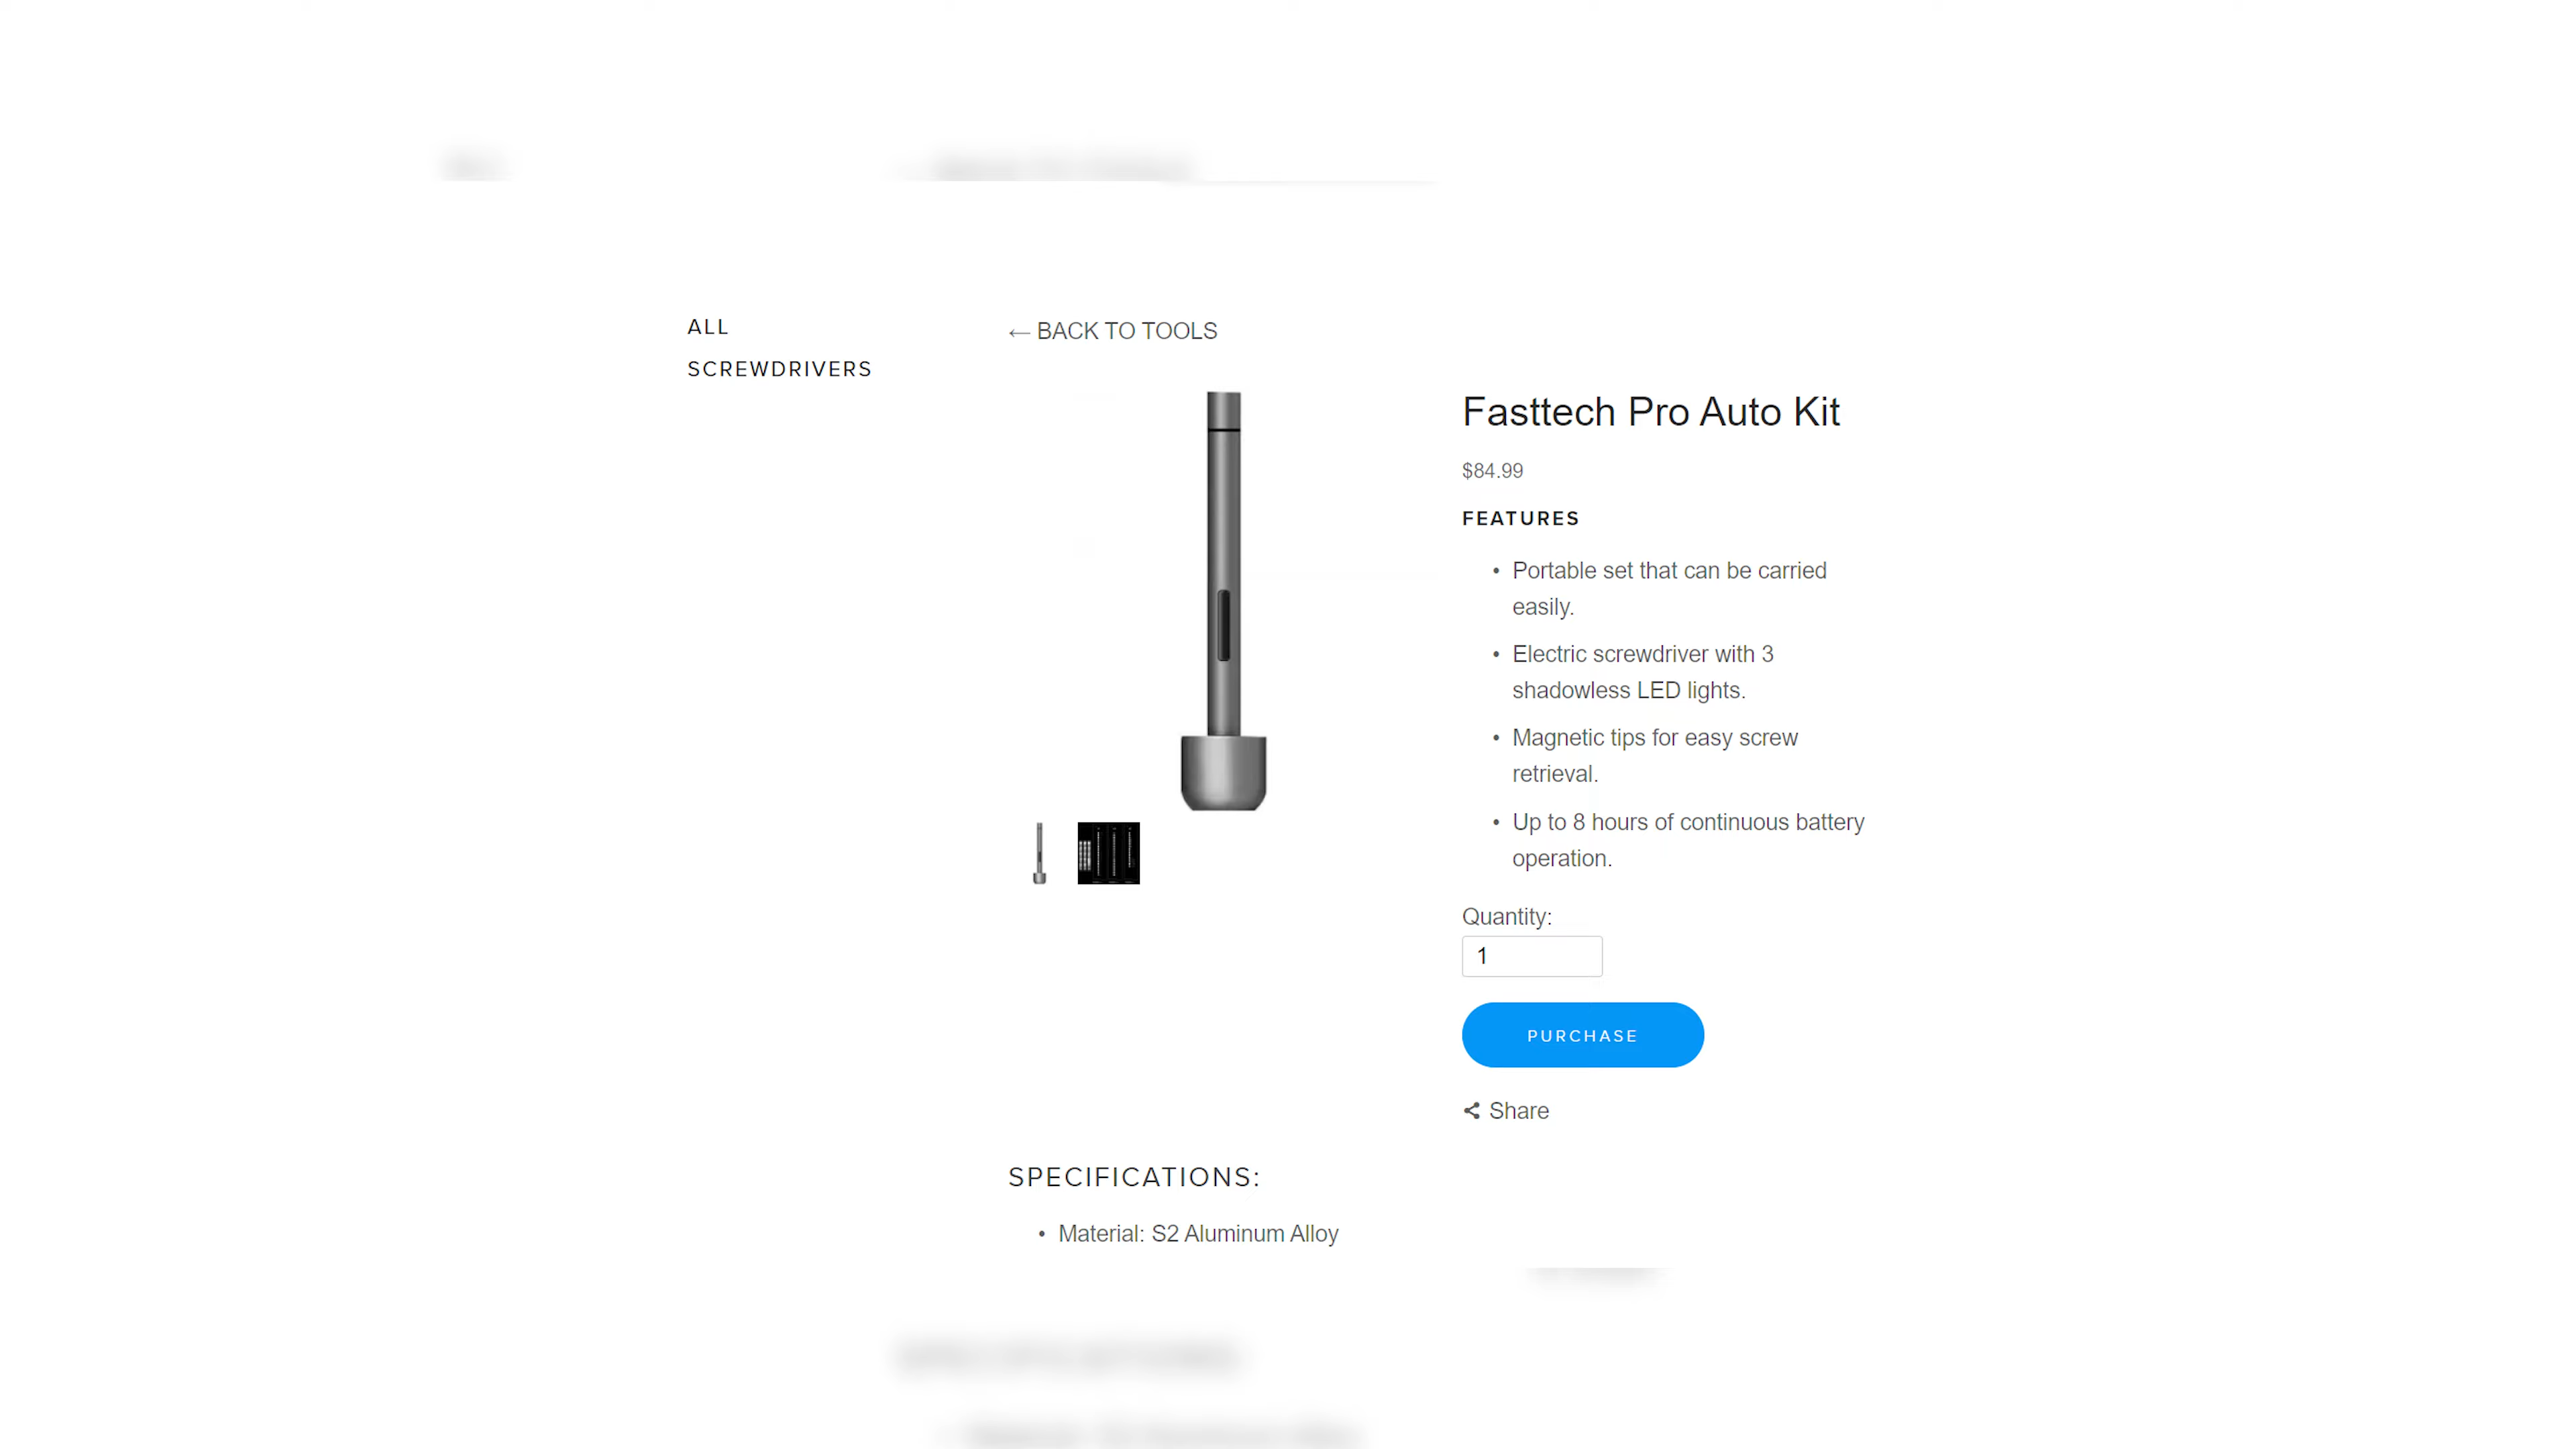 ALL
SCREWDRIVERS
← BACK TO TOOLS
Fasttech Pro Auto Kit
$84.99
FEATURES
• Portable set that can be carried
easily.
• Electric screwdriver with 3
shadowless LED lights.
• Magnetic tips for easy screw
retrieval.
• Up to 8 hours of continuous battery
operation.
Quantity:
1
PURCHASE
Share
SPECIFICATIONS:
• Material: S2 Aluminum Alloy